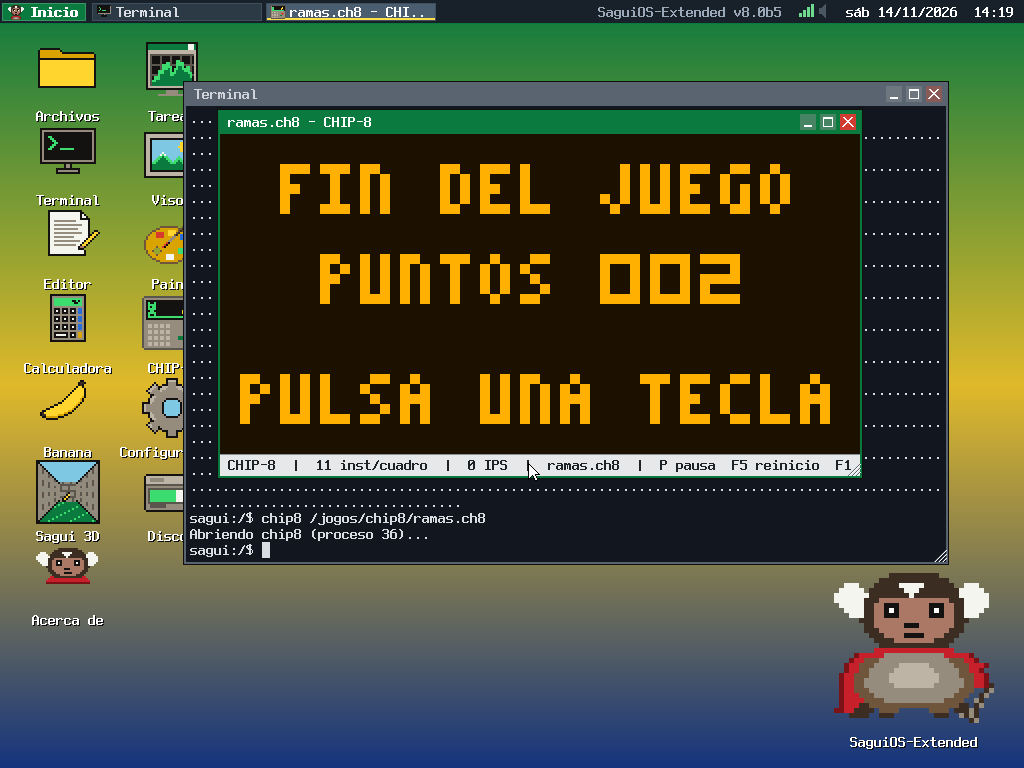 Inicio
Terminal
ramas.ch8 - CHI..
SaguiOS-Extended v8.0b5
sáb 14/11/2026
14:19
Archivos
Terminal
Editor
Calculadora
Banana
Configur
Sagui 3D
Acerca de
Terminal
ramas.ch8 - CHIP-8
FIN DEL JUEGO
PUNTOS 002
PULSA UNA TECLA
CHIP-8 | 11 inst/cuadro | 0 IPS | ramas.ch8 | P pausa F5 reinicio F1
sagui:/$ chip8 /jogos/chip8/ramas.ch8
Abriendo chip8 (proceso 36)...
sagui:/$
SaguiOS-Extended